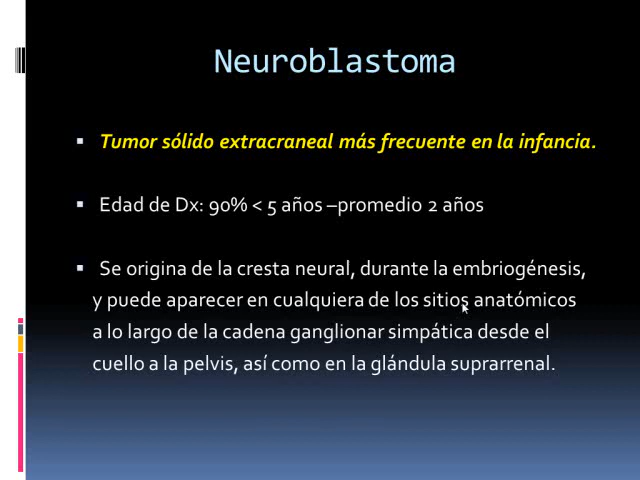 Neuroblastoma
▪ Tumor sólido extracraneal más frecuente en la infancia.
▪ Edad de Dx: 90% < 5 años –promedio 2 años
▪ Se origina de la cresta neural, durante la embriogénesis,
y puede aparecer en cualquiera de los sitios anatómicos
a lo largo de la cadena ganglionar simpática desde el
cuello a la pelvis, así como en la glándula suprarrenal.